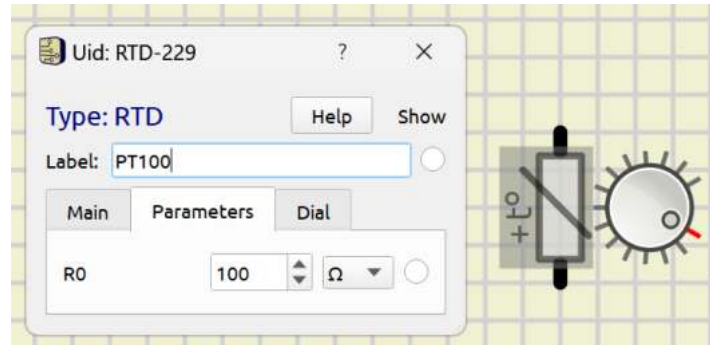 Uid: RTD-229 ?
Type: RTD Help Show
Label: PT100
Main Parameters Dial
R0 100 Ω
+t°